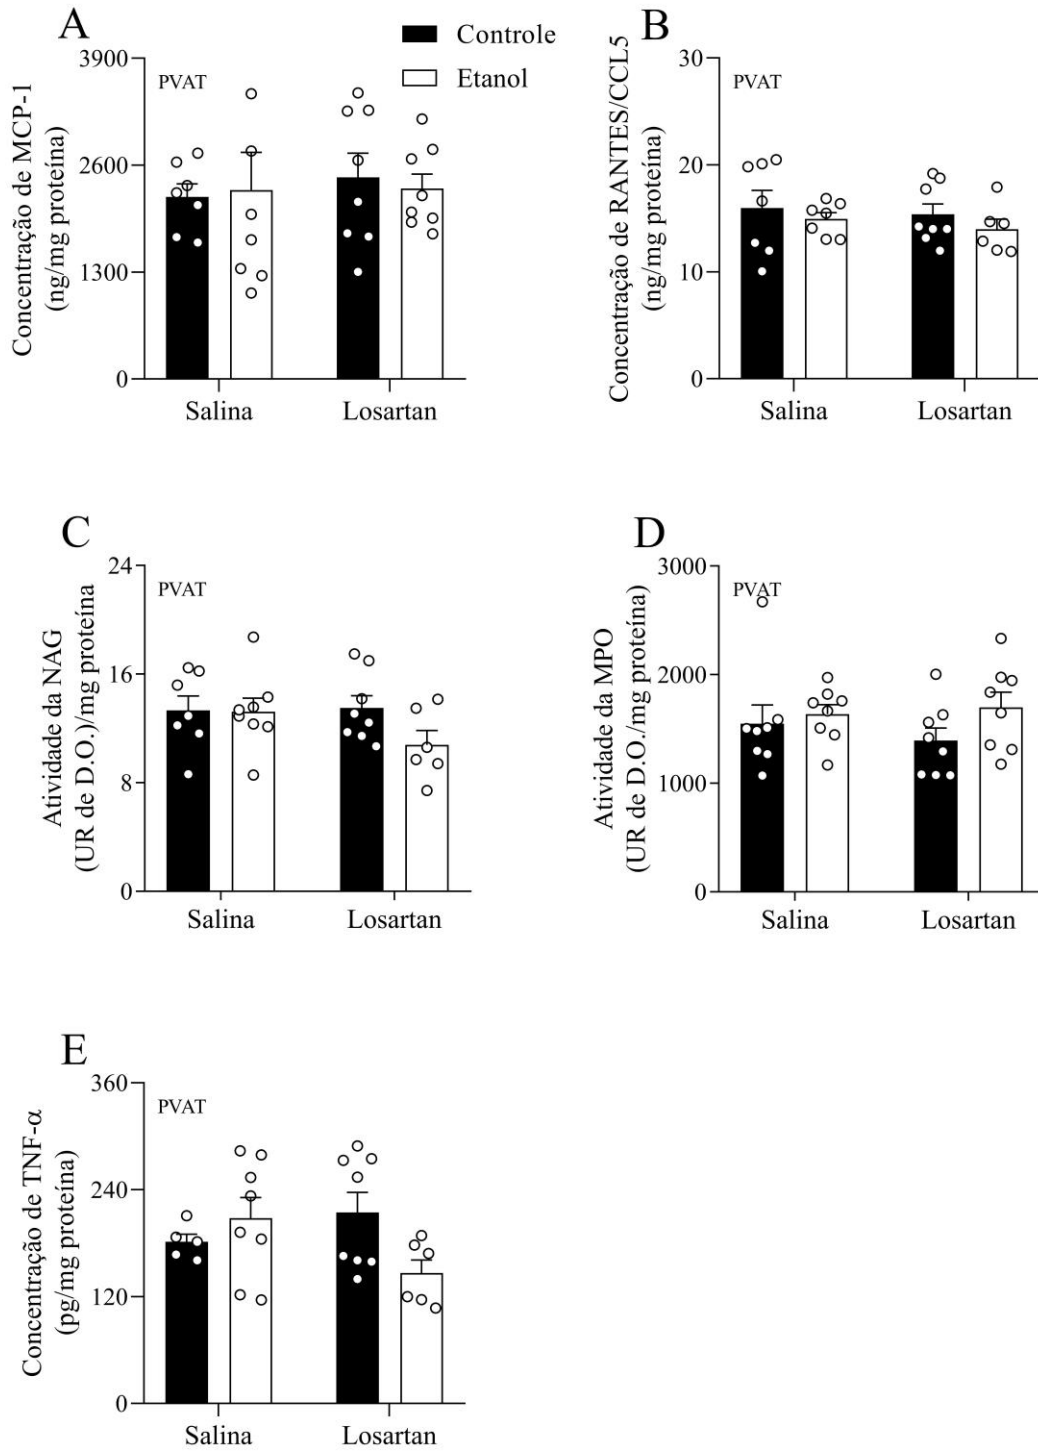 A
Controle
Etanol
Concentração de MCP-1
(ng/mg proteína)
3900
2600
1300
0
PVAT
Salina
Losartan
B
Concentração de RANTES/CCL5
(ng/mg proteína)
30
20
10
0
PVAT
Salina
Losartan
C
Atividade da NAG
(UR de D.O.)/mg proteína
24
16
8
0
PVAT
Salina
Losartan
D
Atividade da MPO
(UR de D.O./mg proteína)
3000
2000
1000
0
PVAT
Salina
Losartan
E
Concentração de TNF-α
(pg/mg proteína)
360
240
120
0
PVAT
Salina
Losartan